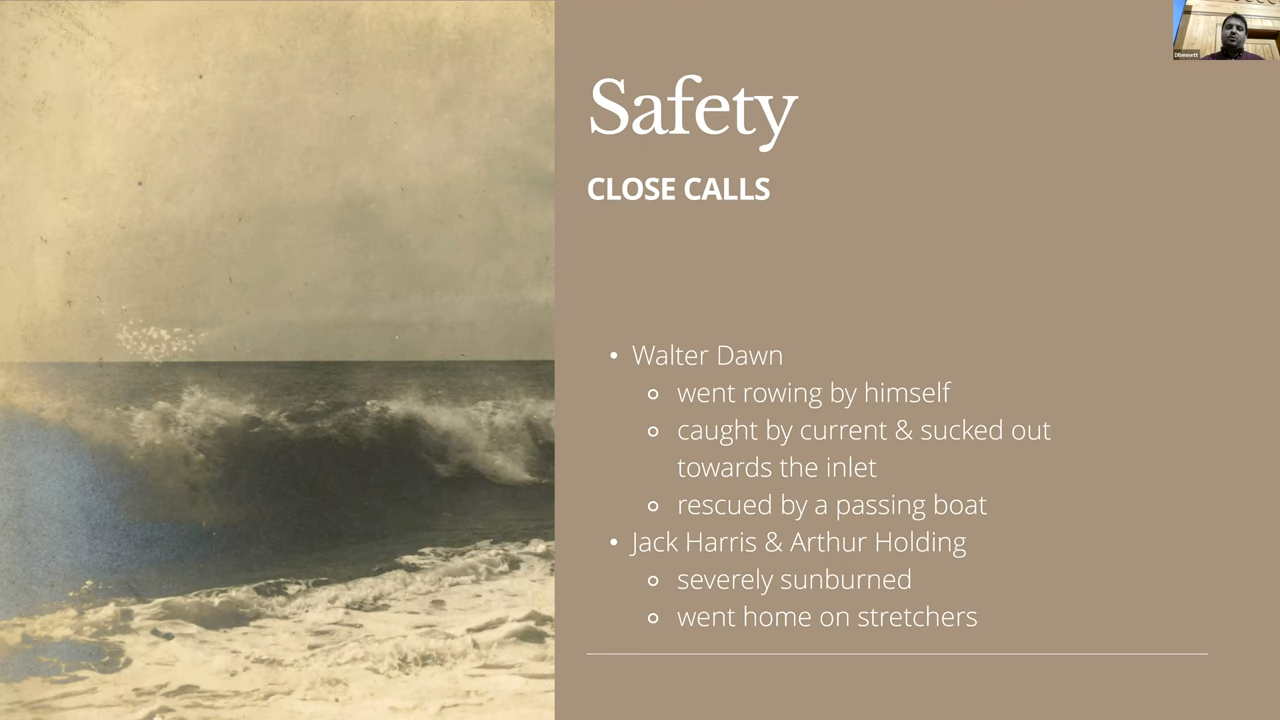 DBennett
Safety
CLOSE CALLS
• Walter Dawn
went rowing by himself
caught by current & sucked out
towards the inlet
rescued by a passing boat
• Jack Harris & Arthur Holding
severely sunburned
went home on stretchers